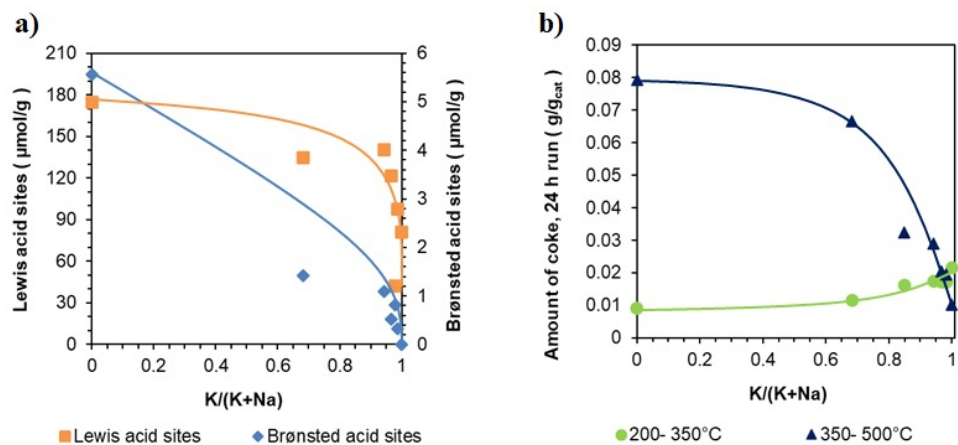 a)
210
180
150
120
90
60
30
0
Lewis acid sites ( µmol/g)
6
5
4
3
2
1
0
Brønsted acid sites ( µmol/g)
0 0.2 0.4 0.6 0.8 1
K/(K+Na)
Lewis acid sites Brønsted acid sites
b)
0.09
0.08
0.07
0.06
0.05
0.04
0.03
0.02
0.01
0
Amount of coke, 24 h run ( g/gcat)
0 0.2 0.4 0.6 0.8 1
K/(K+Na)
200- 350°C 350- 500°C